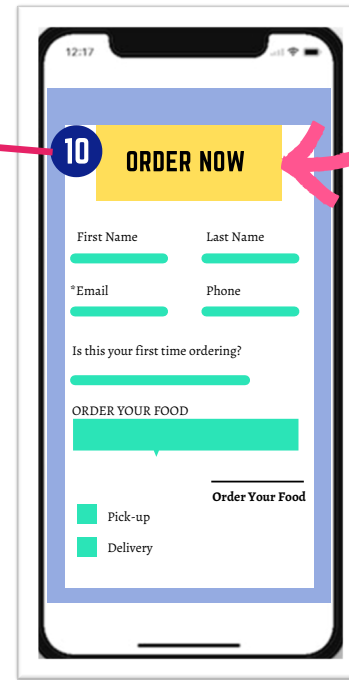 12:17
10
ORDER NOW
First Name Last Name
*Email Phone
Is this your first time ordering?
ORDER YOUR FOOD
Order Your Food
Pick-up
Delivery